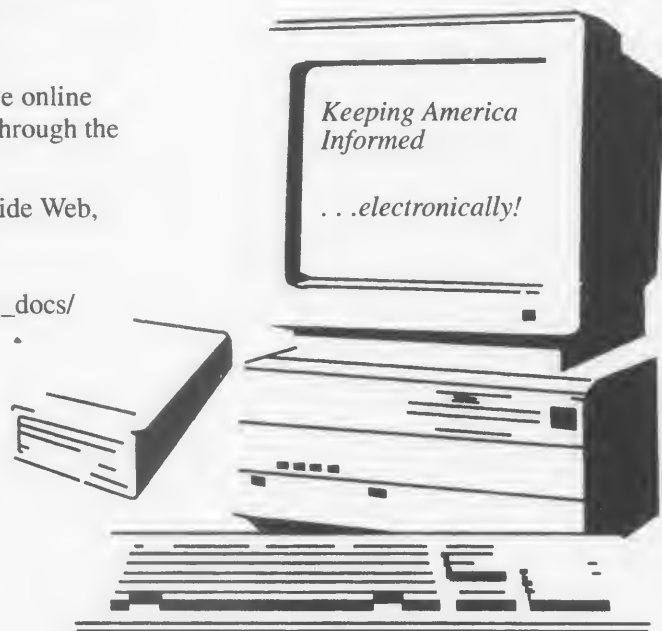 e online
hrough the
ide Web,
_docs/
Keeping America
Informed
. . .electronically!